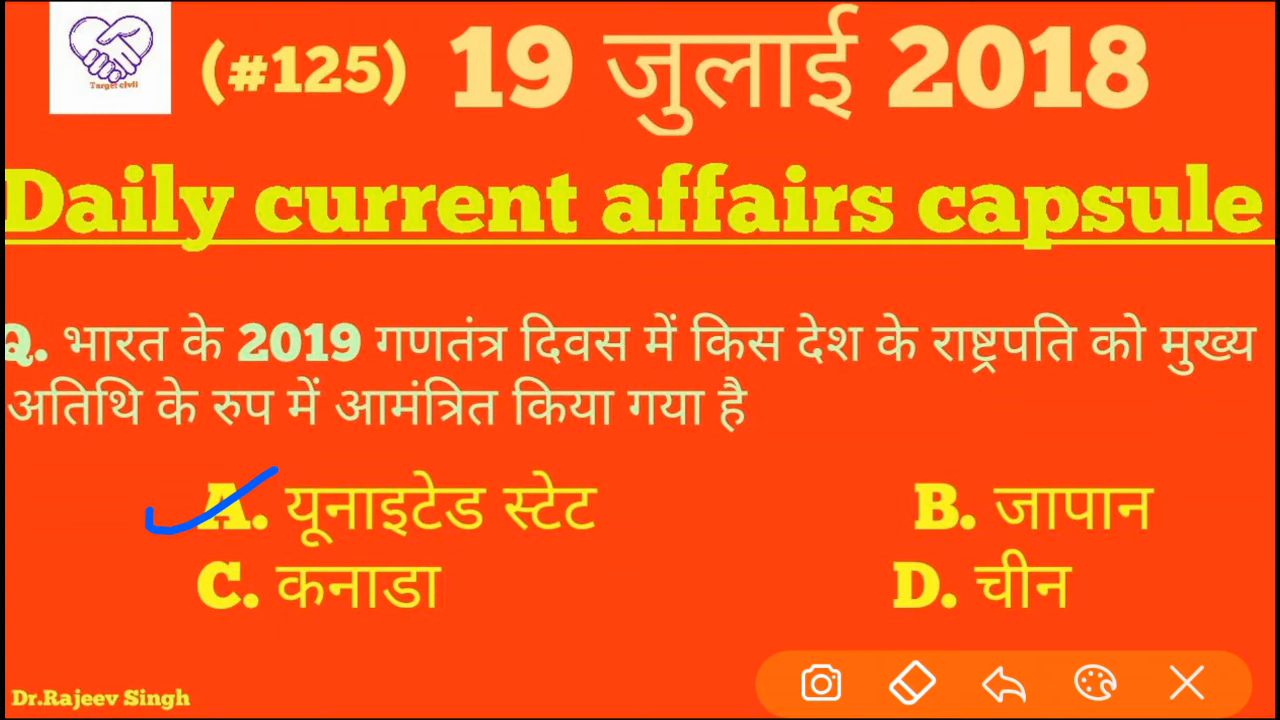 Target civil
(#125) 19 जुलाई 2018
Daily current affairs capsule
Q. भारत के 2019 गणतंत्र दिवस में किस देश के राष्ट्रपति को मुख्य
अतिथि के रुप में आमंत्रित किया गया है
A. यूनाइटेड स्टेट B. जापान
C. कनाडा D. चीन
Dr.Rajeev Singh